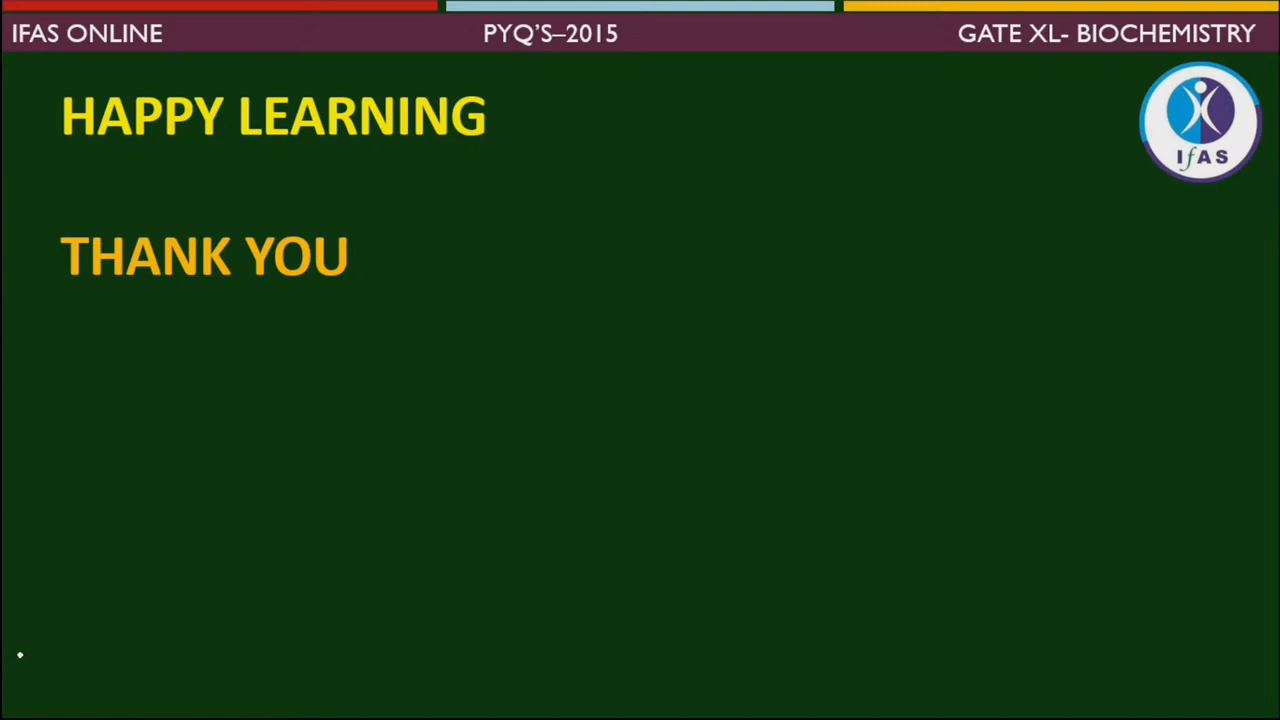 IFAS ONLINE PYQ'S–2015 GATE XL- BIOCHEMISTRY
HAPPY LEARNING
IfAS
THANK YOU